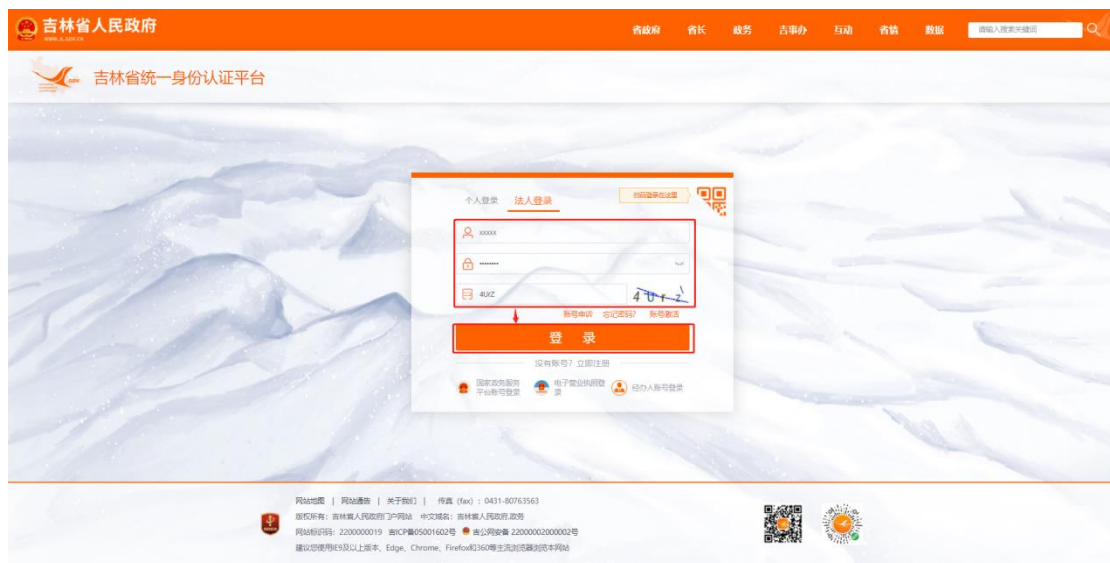 吉林省人民政府
WWW.JL.GOV.CN
省政府 省长 政务 吉事办 互动 省情 数据 请输入搜索关键词
吉林省统一身份认证平台
个人登录 法人登录 扫码登录在这里
xxxxx
••••••••
4UrZ 4Urz
账号申诉 忘记密码? 账号激活
登 录
没有账号? 立即注册
国家政务服务平台账号登录
电子营业执照登录
经办人账号登录
网站地图 | 网站通告 | 关于我们 | 传真 (fax) : 0431-80763563
版权所有: 吉林省人民政府门户网站 中文域名: 吉林省人民政府.政务
网站标识码: 2200000019 吉ICP备05001602号 吉公网安备 22000002000002号
建议您使用IE9及以上版本, Edge, Chrome, Firefox和360等主流浏览器浏览本网站